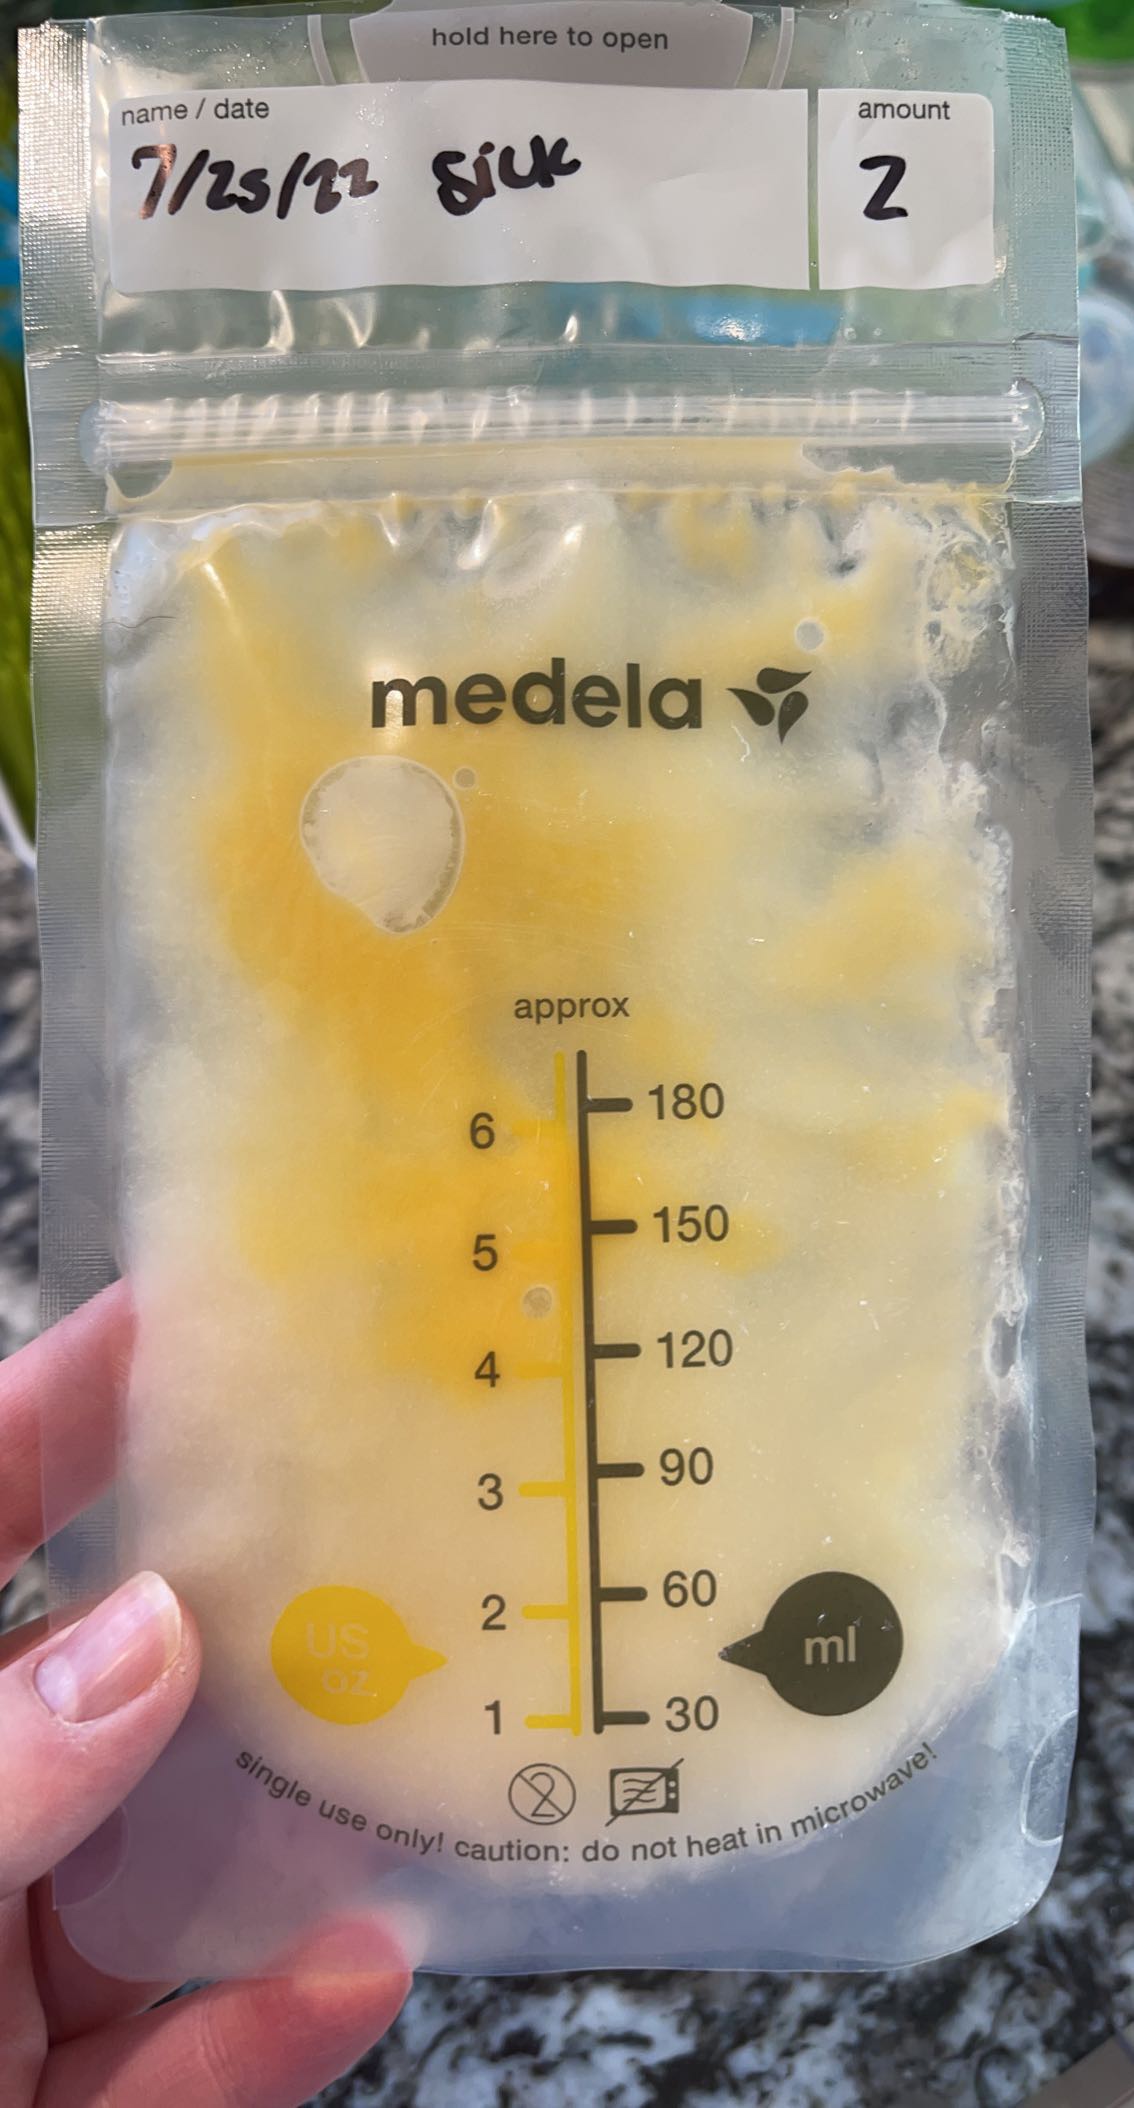 hold here to open
name / date
amount
7/25/22 sick
2
medela
approx
180
6
150
5
120
4
90
3
60
2
US
oz
ml
1
30
2
single use only! caution: do not heat in microwave!